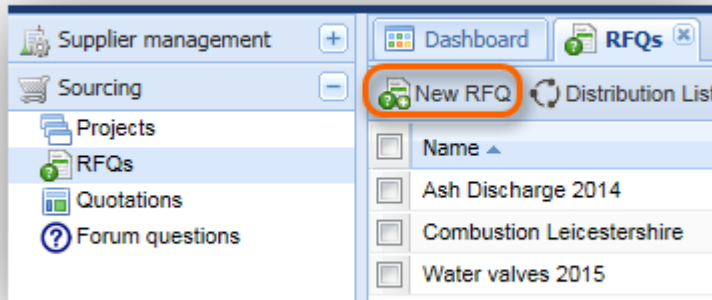 Supplier management
Sourcing
Projects
RFQs
Quotations
Forum questions
Dashboard
RFQs
New RFQ
Distribution List
Name
Ash Discharge 2014
Combustion Leicestershire
Water valves 2015